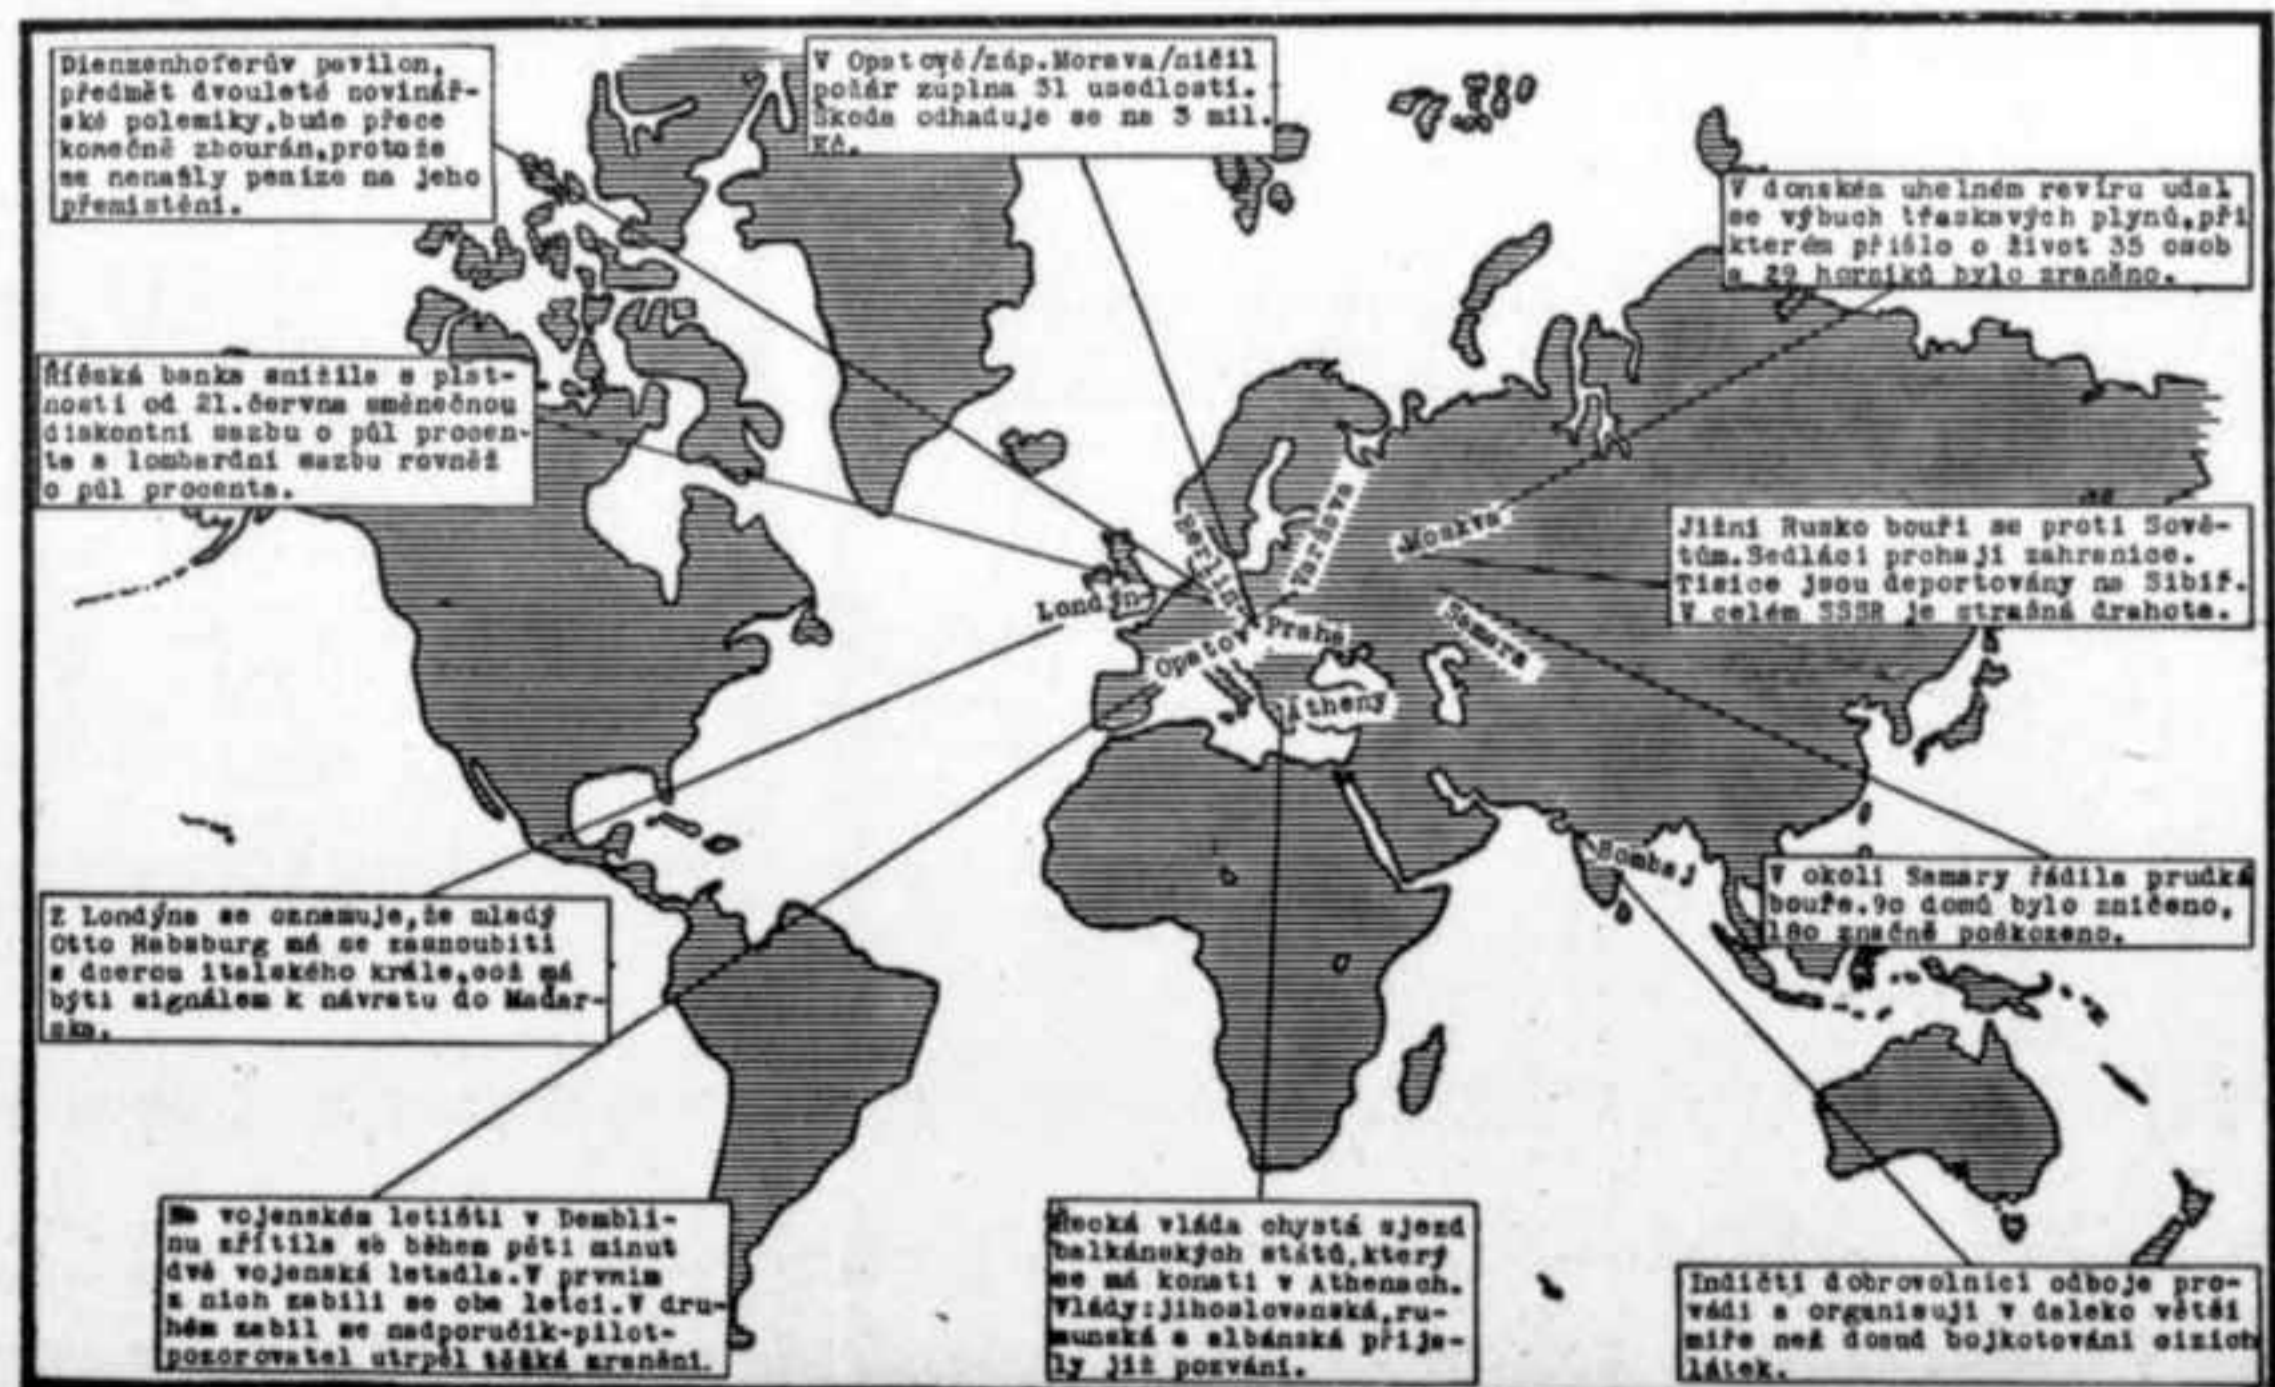 Dienzenhoferův pavilon,
předmět dvouleté novinář-
ské polemiky,bude přece
konečně zbourán,protože
se nenašly peníze na jeho
přemístění.
V Opatově/záp.Morava/ničil
požár zúplna 31 usedlostí.
Škoda odhaduje se na 3 mil.
Kč.
V donském uhelném revíru udál
se výbuch třaskavých plynů,při
kterém přišlo o život 35 osob
a 29 horníků bylo zraněno.
Říšská banka snížila s plat-
ností od 21.června směnečnou
diskontní sazbu o půl procen-
ta a lombardní sazbu rovněž
o půl procenta.
Berlín
Varšava
Moskva
Jižní Rusko bouří se proti Sově-
tům.Sedláci prchají zahranice.
Tisíce jsou deportovány na Sibiř.
V celém SSSR je strašná drahota.
Londýn
Praha
Opatov
Samara
Atheny
Bombaj
V okolí Samary řádila prudká
bouře.9o domů bylo zničeno,
18o značně poškozeno.
Z Londýna se oznamuje,že mladý
Otto Habsburg má se zasnoubiti
s dcerou italského krále,což má
býti signálem k návratu do Maďar-
ska.
Na vojenském letišti v Dembli-
nu zřítila se během pěti minut
dvě vojenská letadla.V prvním
z nich zabili se oba letci.V dru-
hém zabil se nadporučík-pilot-
pozorovatel utrpěl těžká zranění.
Řecká vláda chystá sjezd
balkánských států,který
se má konati v Athenach.
Vlády:jihoslovanská,ru-
munská a albánská přija-
ly již pozvání.
Indičtí dobrovolníci odboje pro-
vádí a organisují v daleko větší
míře než dosud bojkotování cizích
látek.